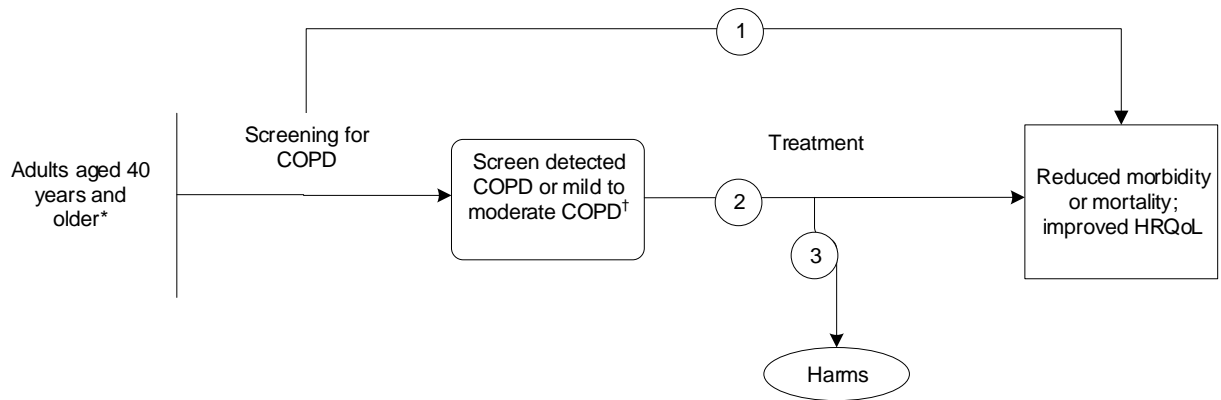 1
Screening for
COPD
Adults aged 40
years and
older*
Screen detected
COPD or mild to
moderate COPD†
Treatment
2
3
Reduced morbidity
or mortality;
improved HRQoL
Harms